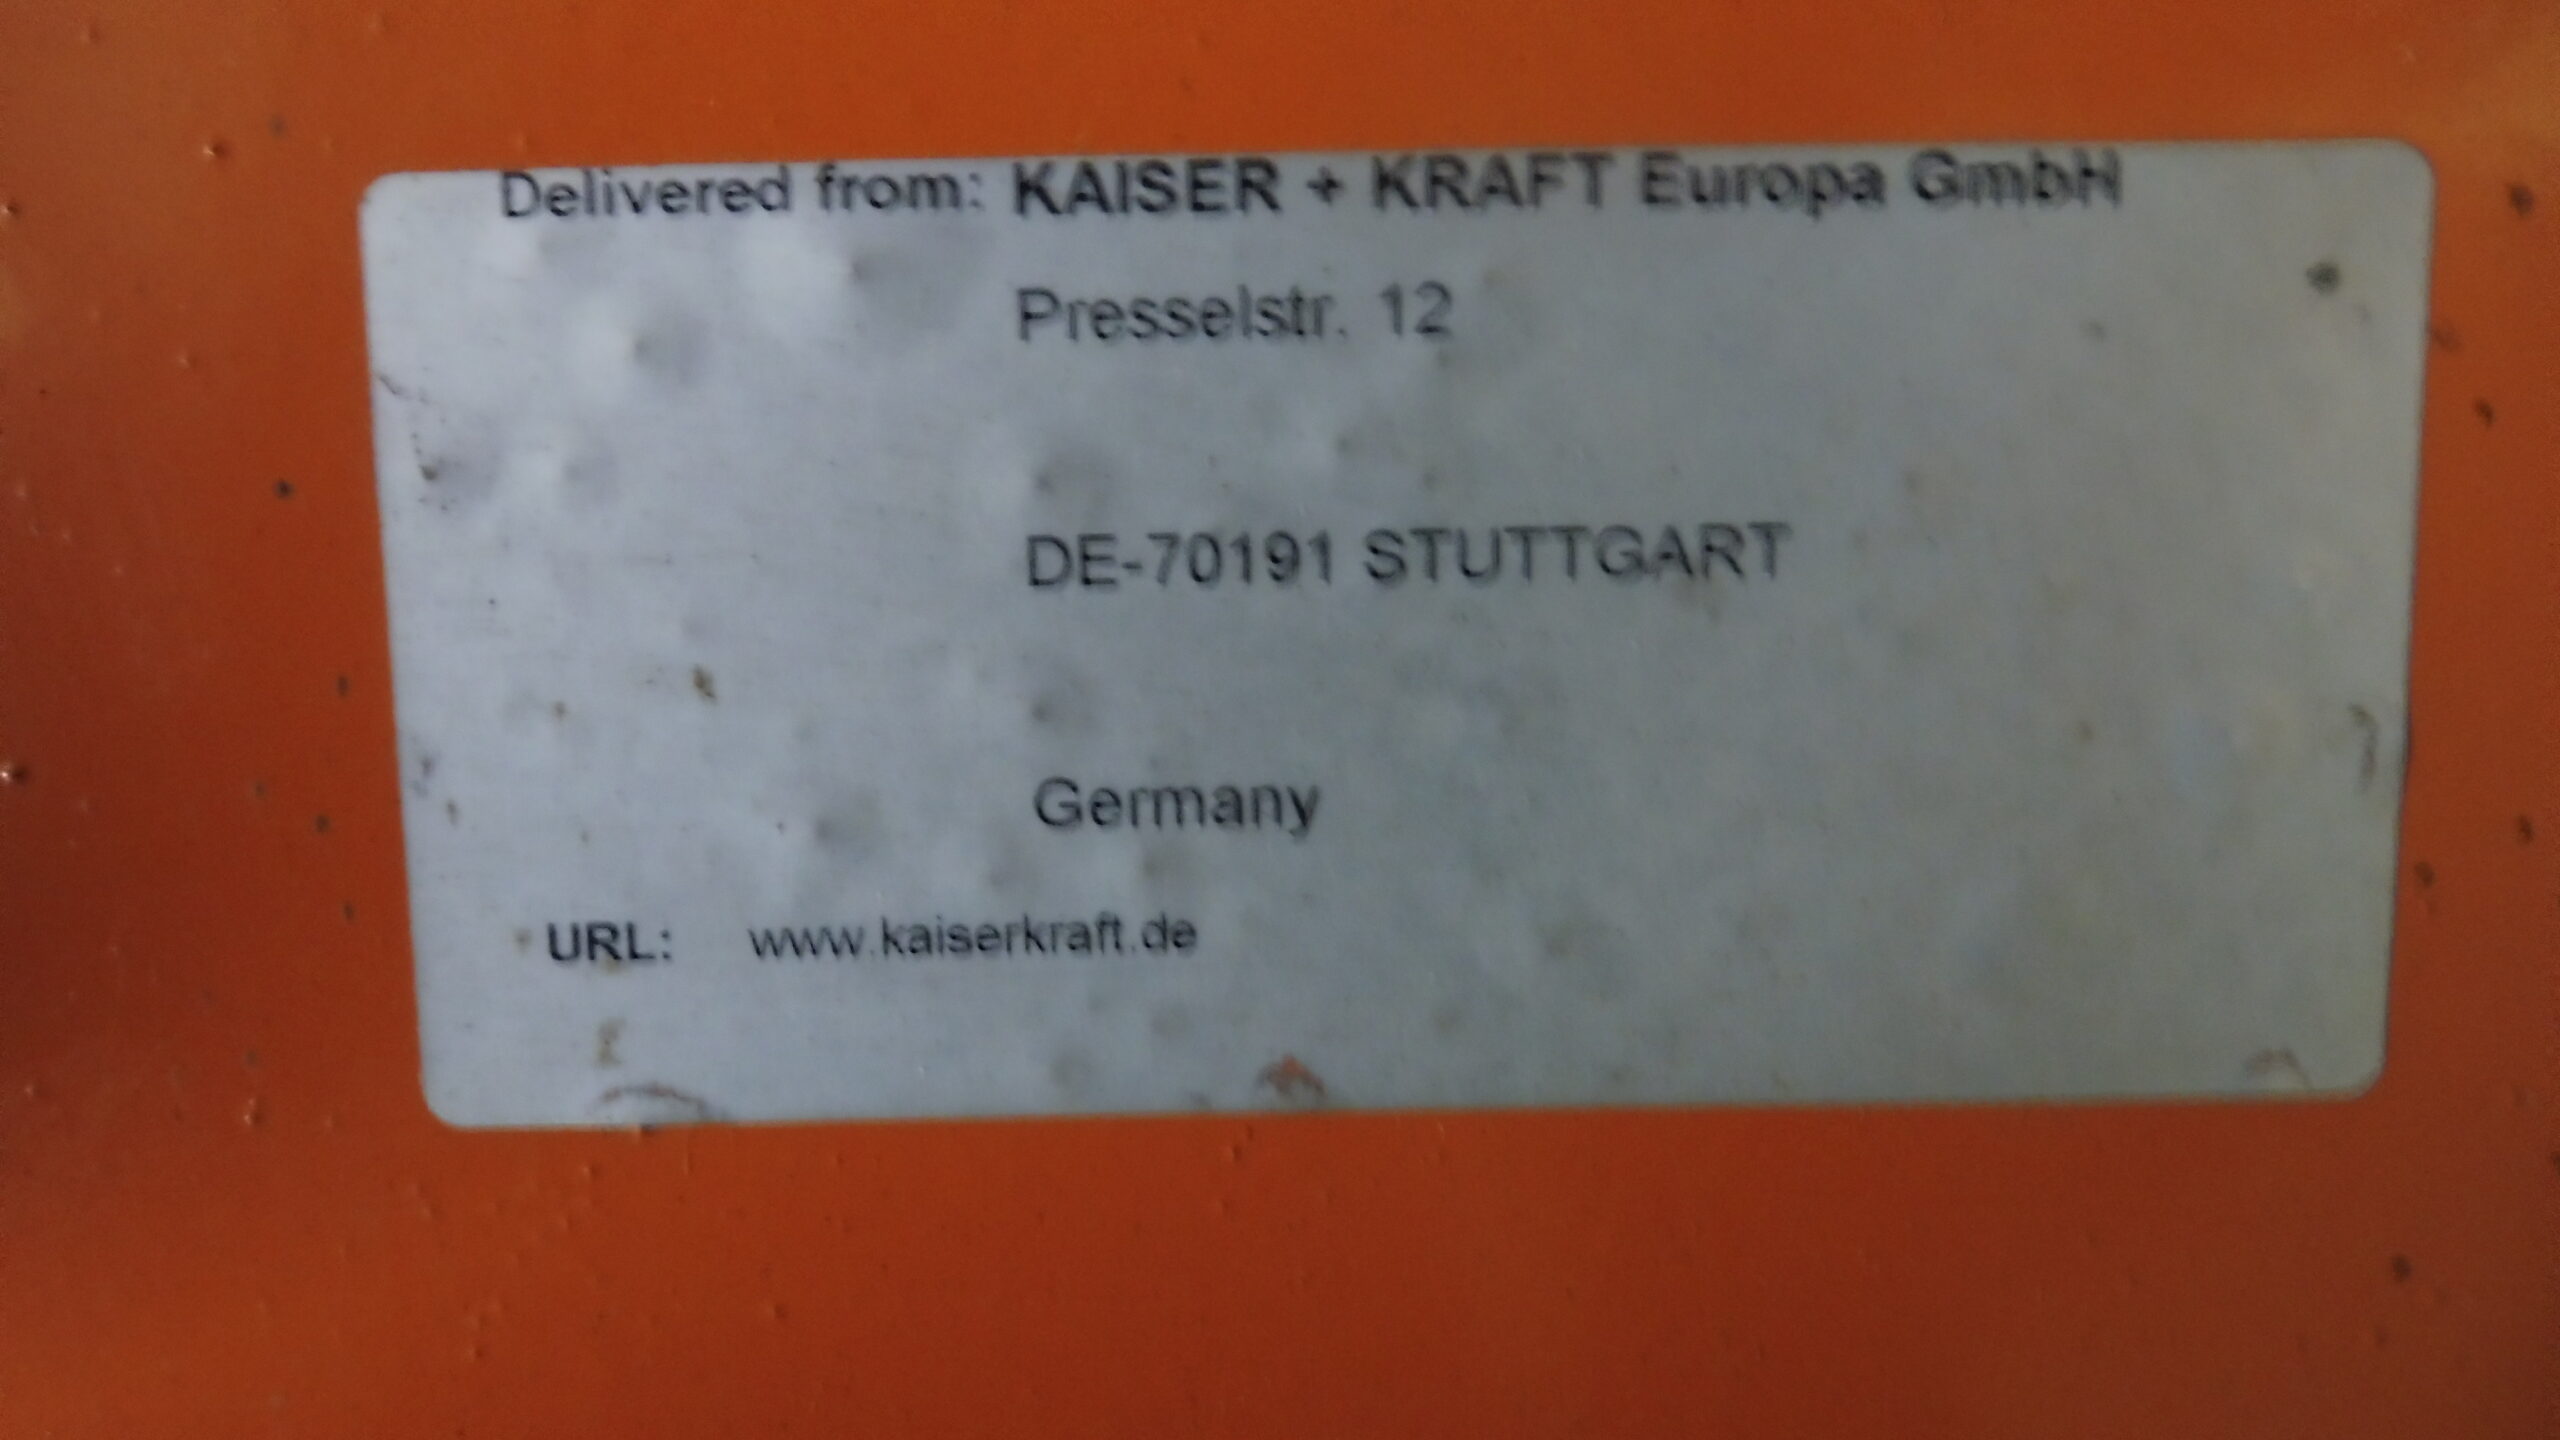 Delivered from: KAISER + KRAFT Europa GmbH
Presselstr. 12
DE-70191 STUTTGART
Germany
URL: www.kaiserkraft.de